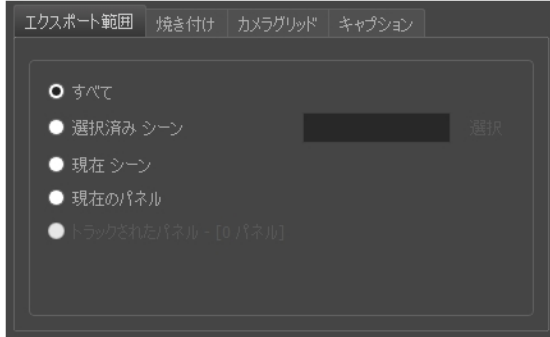 エクスポート範囲 焼き付け カメラグリッド キャプション
すべて
選択済み シーン 選択
現在 シーン
現在のパネル
トラックされたパネル - [0 パネル]